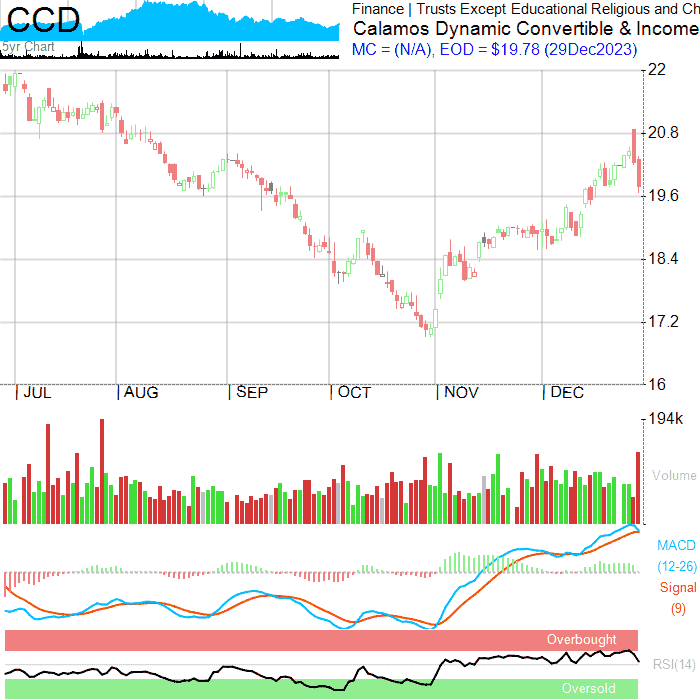 CCD
5yr Chart
Finance | Trusts Except Educational Religious and Ch
Calamos Dynamic Convertible & Income
MC = (N/A), EOD = $19.78 (29Dec2023)
22
20.8
19.6
18.4
17.2
16
JUL AUG SEP OCT NOV DEC
194k
Volume
MACD
(12-26)
Signal
(9)
Overbought
RSI(14)
Oversold